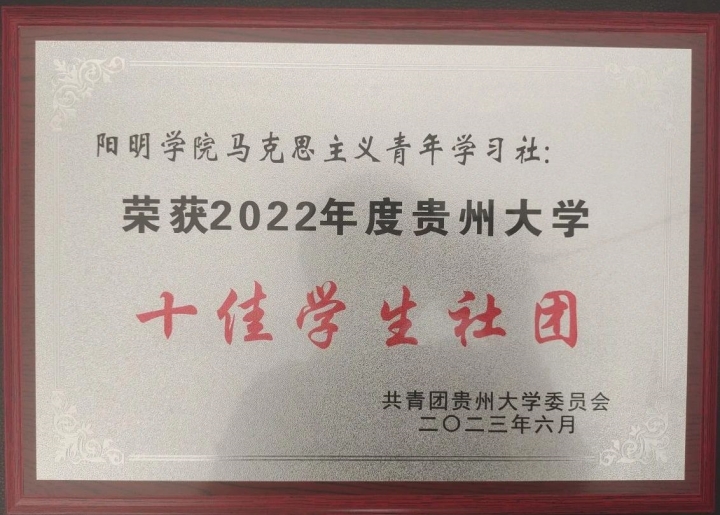 阳明学院马克思主义青年学习社：
荣获2022年度贵州大学
十佳学生社团
共青团贵州大学委员会
二〇二三年六月